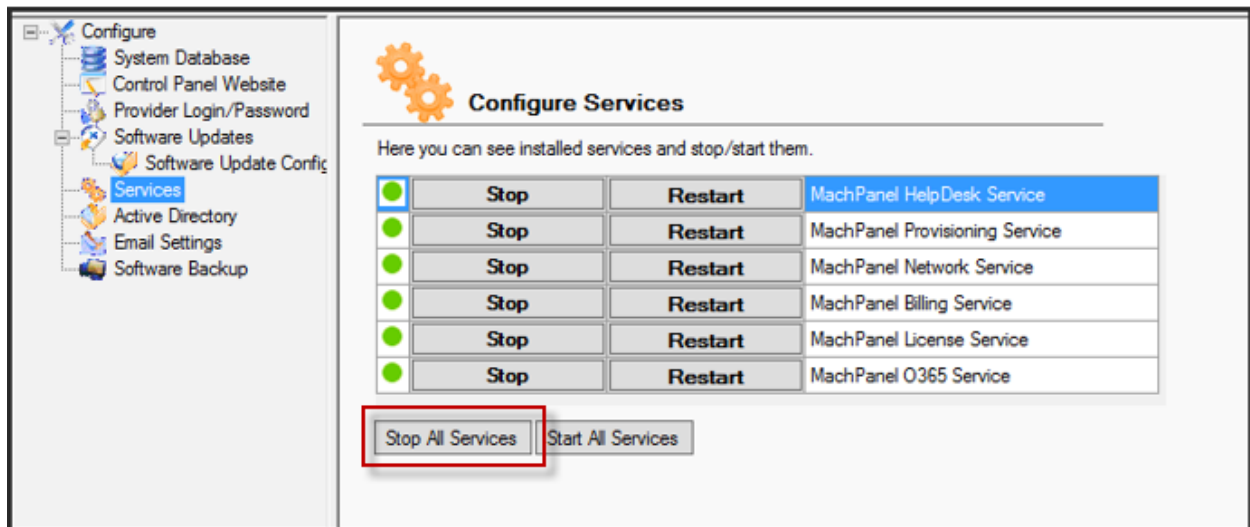 Configure
System Database
Control Panel Website
Provider Login/Password
Software Updates
Software Update Config
Services
Active Directory
Email Settings
Software Backup
Configure Services
Here you can see installed services and stop/start them.
Stop Restart MachPanel HelpDesk Service
Stop Restart MachPanel Provisioning Service
Stop Restart MachPanel Network Service
Stop Restart MachPanel Billing Service
Stop Restart MachPanel License Service
Stop Restart MachPanel O365 Service
Stop All Services Start All Services